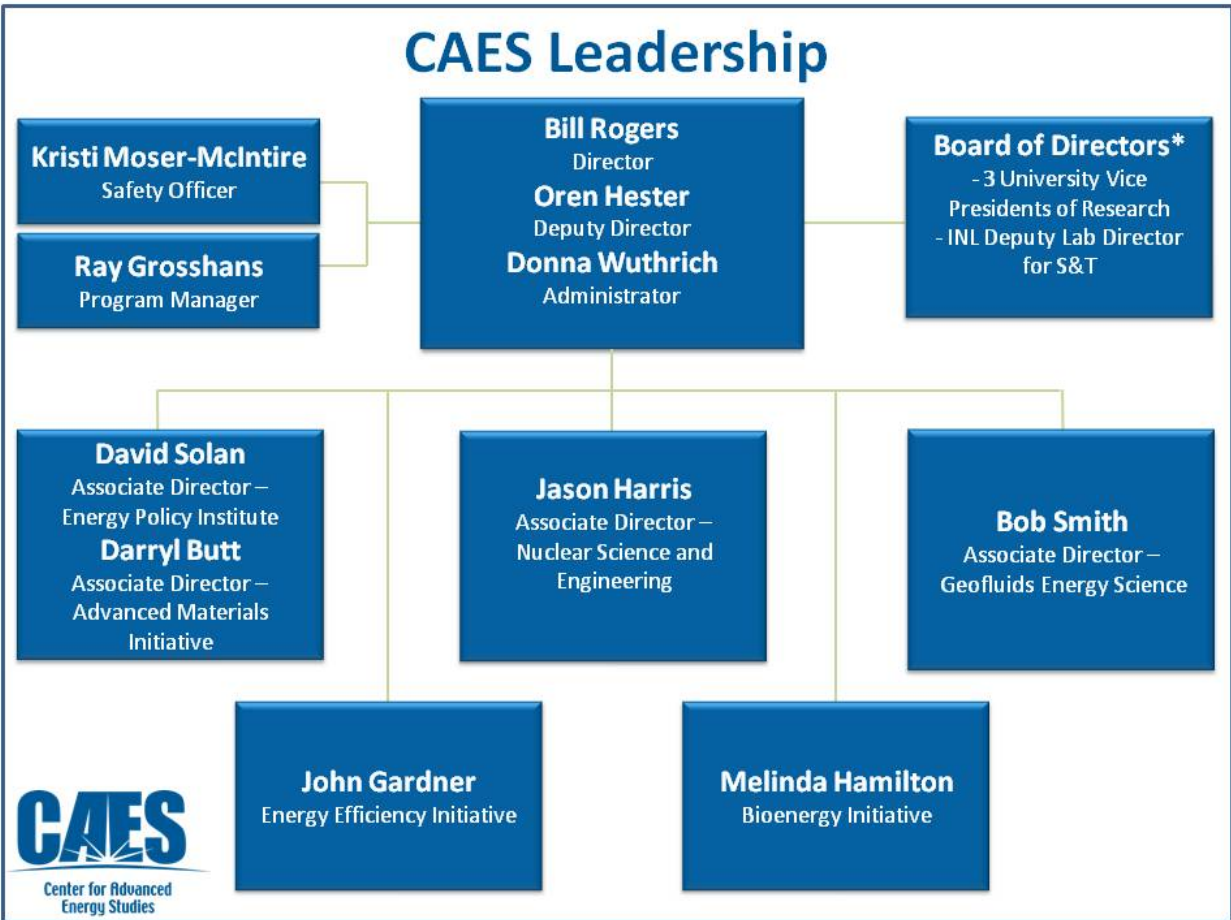 CAES Leadership
Kristi Moser-McIntire
Safety Officer
Ray Grosshans
Program Manager
Bill Rogers
Director
Oren Hester
Deputy Director
Donna Wuthrich
Administrator
Board of Directors*
- 3 University Vice
Presidents of Research
- INL Deputy Lab Director
for S&T
David Solan
Associate Director –
Energy Policy Institute
Darryl Butt
Associate Director –
Advanced Materials
Initiative
Jason Harris
Associate Director –
Nuclear Science and
Engineering
Bob Smith
Associate Director –
Geofluids Energy Science
John Gardner
Energy Efficiency Initiative
Melinda Hamilton
Bioenergy Initiative
CAES
Center for Advanced
Energy Studies